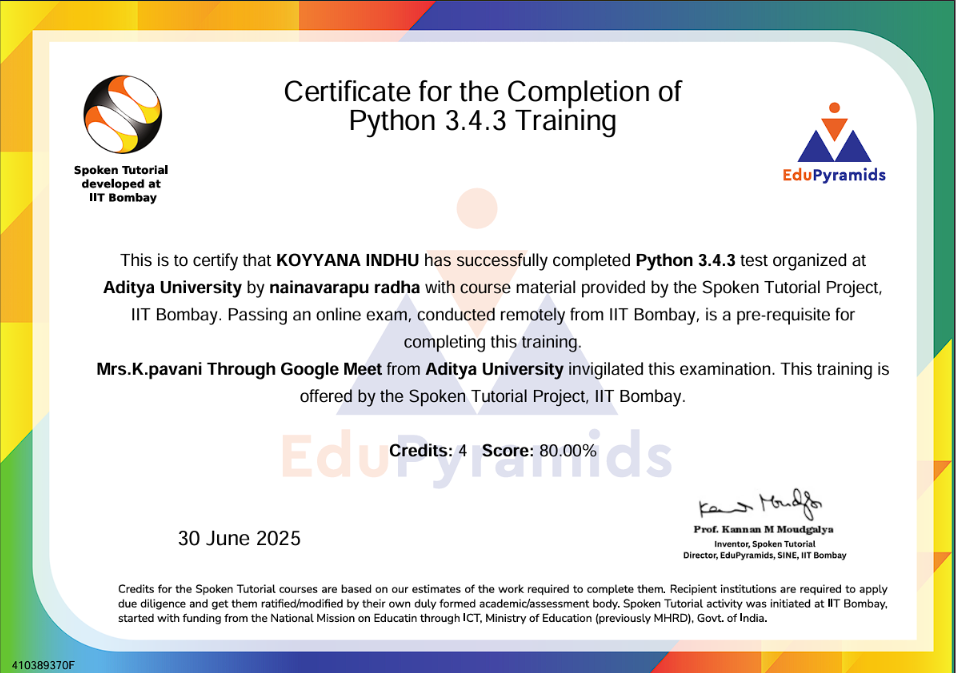 Certificate for the Completion of
Python 3.4.3 Training
Spoken Tutorial
developed at
IIT Bombay
EduPyramids
This is to certify that KOYYANA INDHU has successfully completed Python 3.4.3 test organized at
Aditya University by nainavarapu radha with course material provided by the Spoken Tutorial Project,
IIT Bombay. Passing an online exam, conducted remotely from IIT Bombay, is a pre-requisite for
completing this training.
Mrs.K.pavani Through Google Meet from Aditya University invigilated this examination. This training is
offered by the Spoken Tutorial Project, IIT Bombay.
EduPyramids
Credits: 4 Score: 80.00%
30 June 2025
Prof. Kannan M Moudgalya
Inventor, Spoken Tutorial
Director, EduPyramids, SINE, IIT Bombay
Credits for the Spoken Tutorial courses are based on our estimates of the work required to complete them. Recipient institutions are required to apply
due diligence and get them ratified/modified by their own duly formed academic/assessment body. Spoken Tutorial activity was initiated at IIT Bombay,
started with funding from the National Mission on Educatin through ICT, Ministry of Education (previously MHRD), Govt. of India.
410389370F